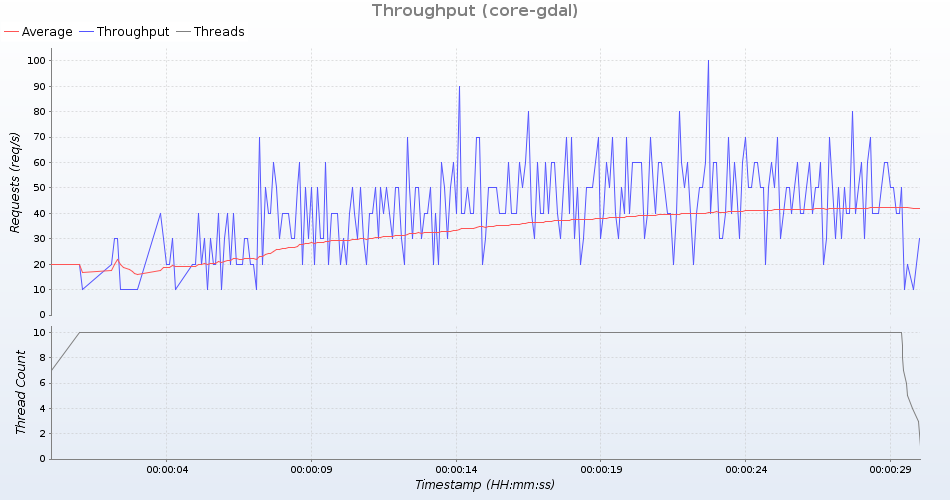 Throughput (core-gdal)
Average Throughput Threads
Requests (req/s)
100
90
80
70
60
50
40
30
20
10
0
Thread Count
10
8
6
4
2
0
00:00:04 00:00:09 00:00:14 00:00:19 00:00:24 00:00:29
Timestamp (HH:mm:ss)